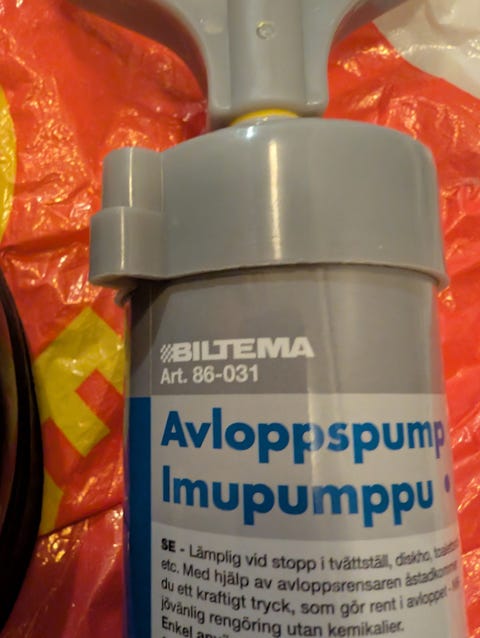 BILTEMA
Art. 86-031
Avloppspump
Imupumppu •
SE - Lämplig vid stopp i tvättställ, diskho,
etc. Med hjälp av avloppsrensaren
du ett kraftigt tryck, som gör rent i avloppet -
jövänlig rengöring utan kemikalier.
Enkel